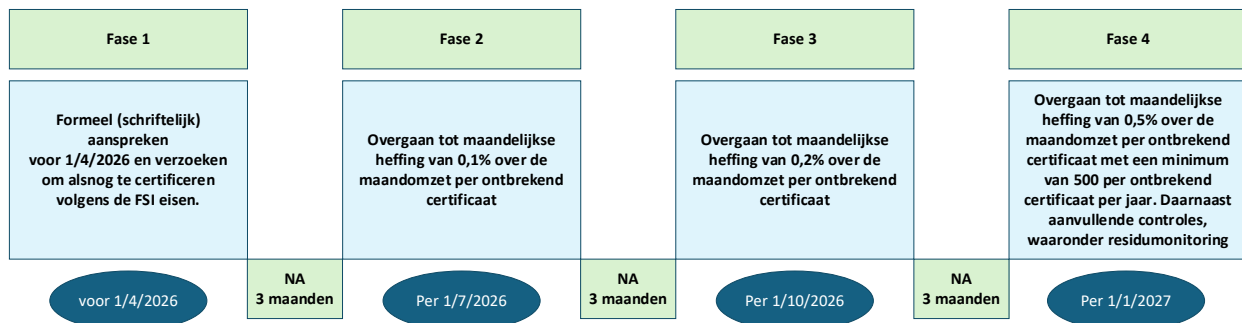 Fase 1
Fase 2
Fase 3
Fase 4
Formeel (schriftelijk)
aanspreken
voor 1/4/2026 en verzoeken
om alsnog te certificeren
volgens de FSI eisen.
Overgaan tot maandelijkse
heffing van 0,1% over de
maandomzet per ontbrekend
certificaat
Overgaan tot maandelijkse
heffing van 0,2% over de
maandomzet per ontbrekend
certificaat
Overgaan tot maandelijkse
heffing van 0,5% over de
maandomzet per ontbrekend
certificaat met een minimum
van 500 per ontbrekend
certificaat per jaar. Daarnaast
aanvullende controles,
waaronder residumonitoring
voor 1/4/2026
NA
3 maanden
Per 1/7/2026
NA
3 maanden
Per 1/10/2026
NA
3 maanden
Per 1/1/2027